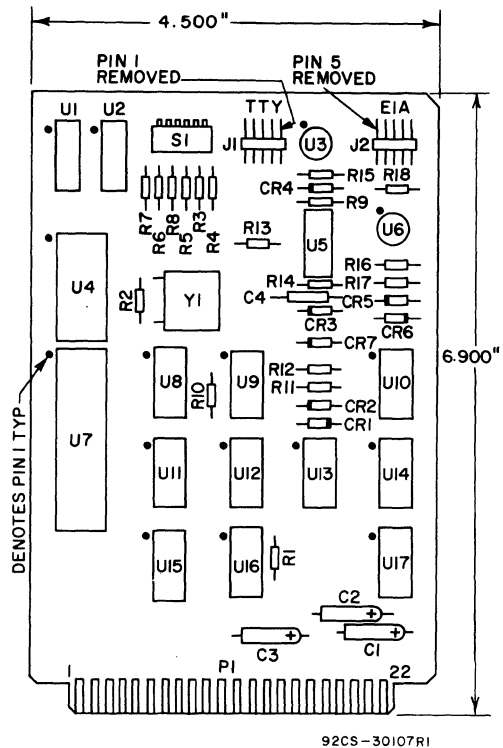 4.500"
PIN 1
REMOVED
PIN 5
REMOVED
U1
U2
S1
TTY
J1
U3
EIA
J2
R15
CR4
R18
R9
R7
R6
R8
R5
R3
R4
R13
U5
U6
U4
R2
Y1
R14
C4
CR3
R16
R17
CR5
CR6
6.900"
CR7
U7
U8
R10
U9
R12
R11
CR2
CR1
U10
DENOTES PIN 1 TYP
U11
U12
U13
U14
U15
U16
R1
U17
C2
C3
C1
1
P1
22
92CS-30107R1